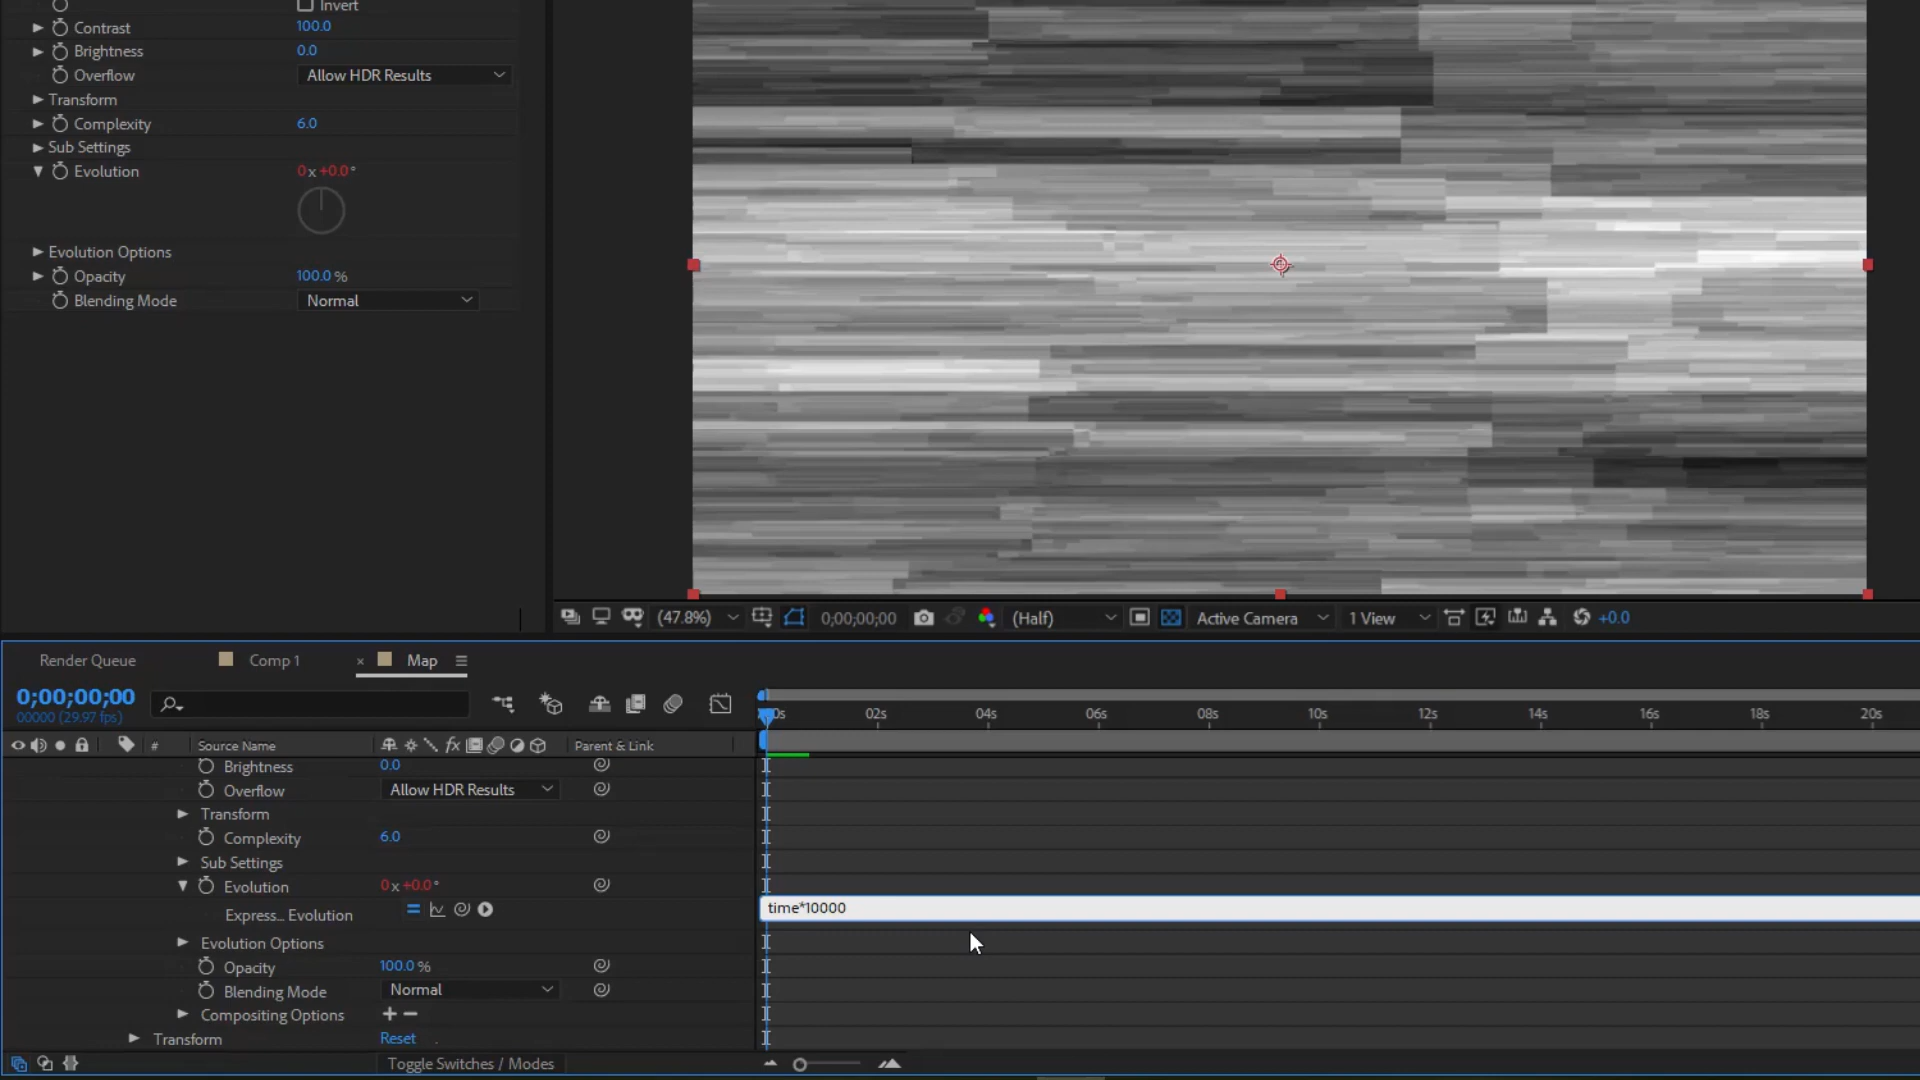 Invert
Contrast 100.0
Brightness 0.0
Overflow Allow HDR Results
Transform
Complexity 6.0
Sub Settings
Evolution 0x+0.0°
Evolution Options
Opacity 100.0 %
Blending Mode Normal
(47.8%) 0;00;00;00 (Half) Active Camera 1 View +0.0
Render Queue Comp 1 × Map
0;00;00;00
00000 (29.97 fps)
0s 02s 04s 06s 08s 10s 12s 14s 16s 18s 20s
# Source Name fx Parent & Link
Brightness 0.0
Overflow Allow HDR Results
Transform
Complexity 6.0
Sub Settings
Evolution 0x+0.0°
Express... Evolution time*10000
Evolution Options
Opacity 100.0 %
Blending Mode Normal
Compositing Options + −
Transform Reset
Toggle Switches / Modes